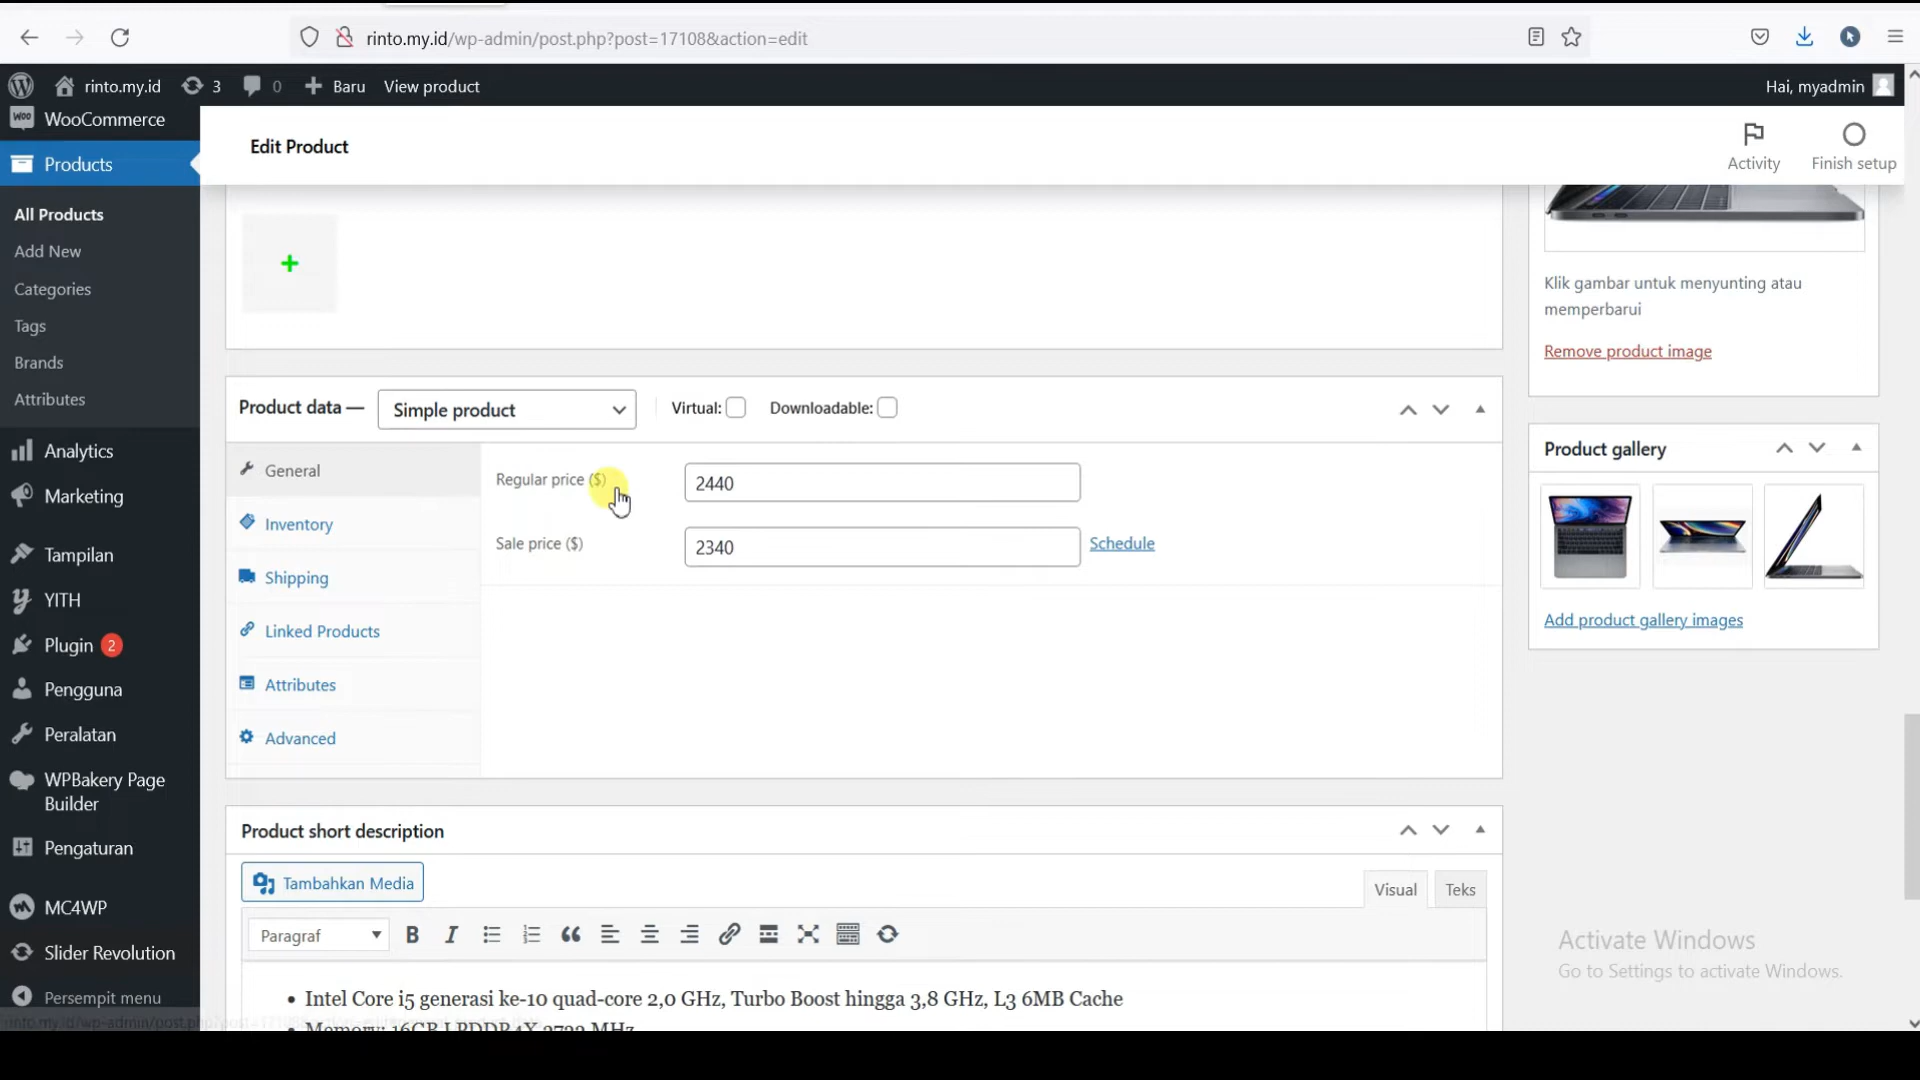 rinto.my.id/wp-admin/post.php?post=17108&action=edit
rinto.my.id
3
0
Baru
View product
Hai, myadmin
WooCommerce
Products
All Products
Add New
Categories
Tags
Brands
Attributes
Analytics
Marketing
Tampilan
YITH
Plugin 2
Pengguna
Peralatan
WPBakery Page
Builder
Pengaturan
MC4WP
Slider Revolution
Persempit menu
Edit Product
Activity
Finish setup
+
Product data —
Simple product
Virtual:
Downloadable:
General
Inventory
Shipping
Linked Products
Attributes
Advanced
Regular price ($)
2440
Sale price ($)
2340
Schedule
Product short description
Tambahkan Media
Visual
Teks
Paragraf
B I
• Intel Core i5 generasi ke-10 quad-core 2,0 GHz, Turbo Boost hingga 3,8 GHz, L3 6MB Cache
• Memory: 16GB LPDDR4X 3733 MHz
Klik gambar untuk menyunting atau
memperbarui
Remove product image
Product gallery
Add product gallery images
Activate Windows
Go to Settings to activate Windows.